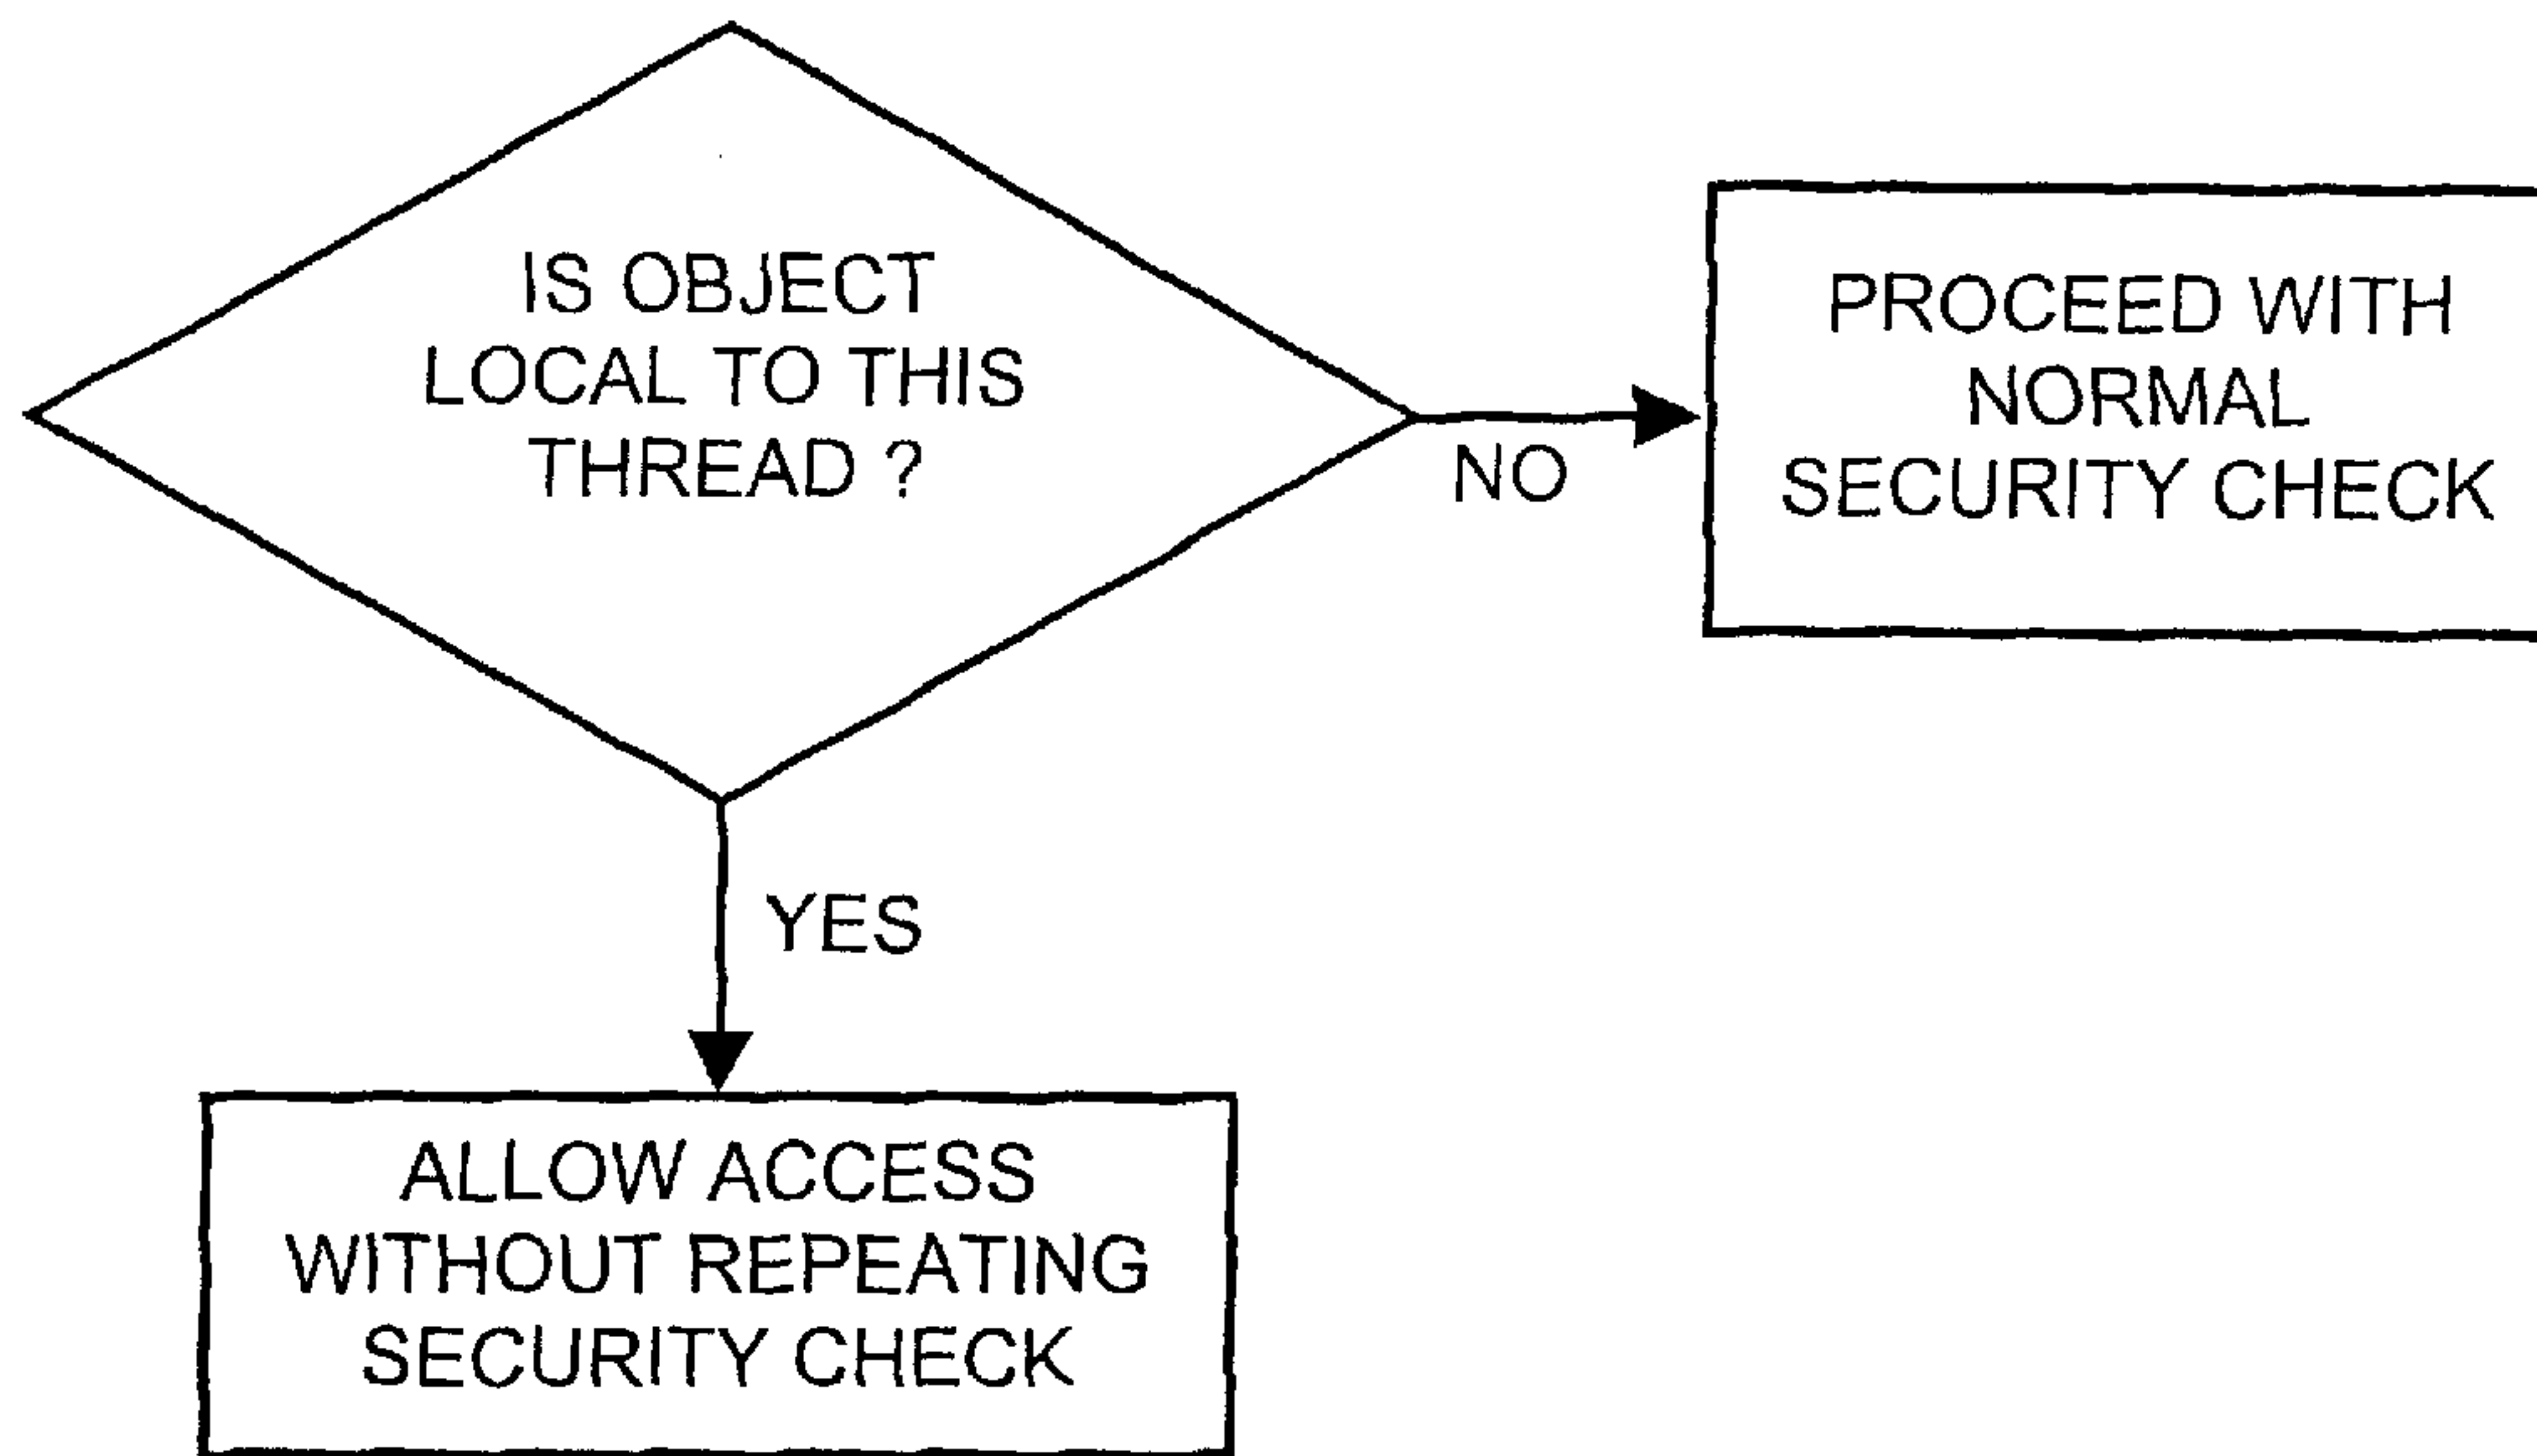 IS OBJECT
LOCAL TO THIS
THREAD ?
NO
PROCEED WITH
NORMAL
SECURITY CHECK
YES
ALLOW ACCESS
WITHOUT REPEATING
SECURITY CHECK